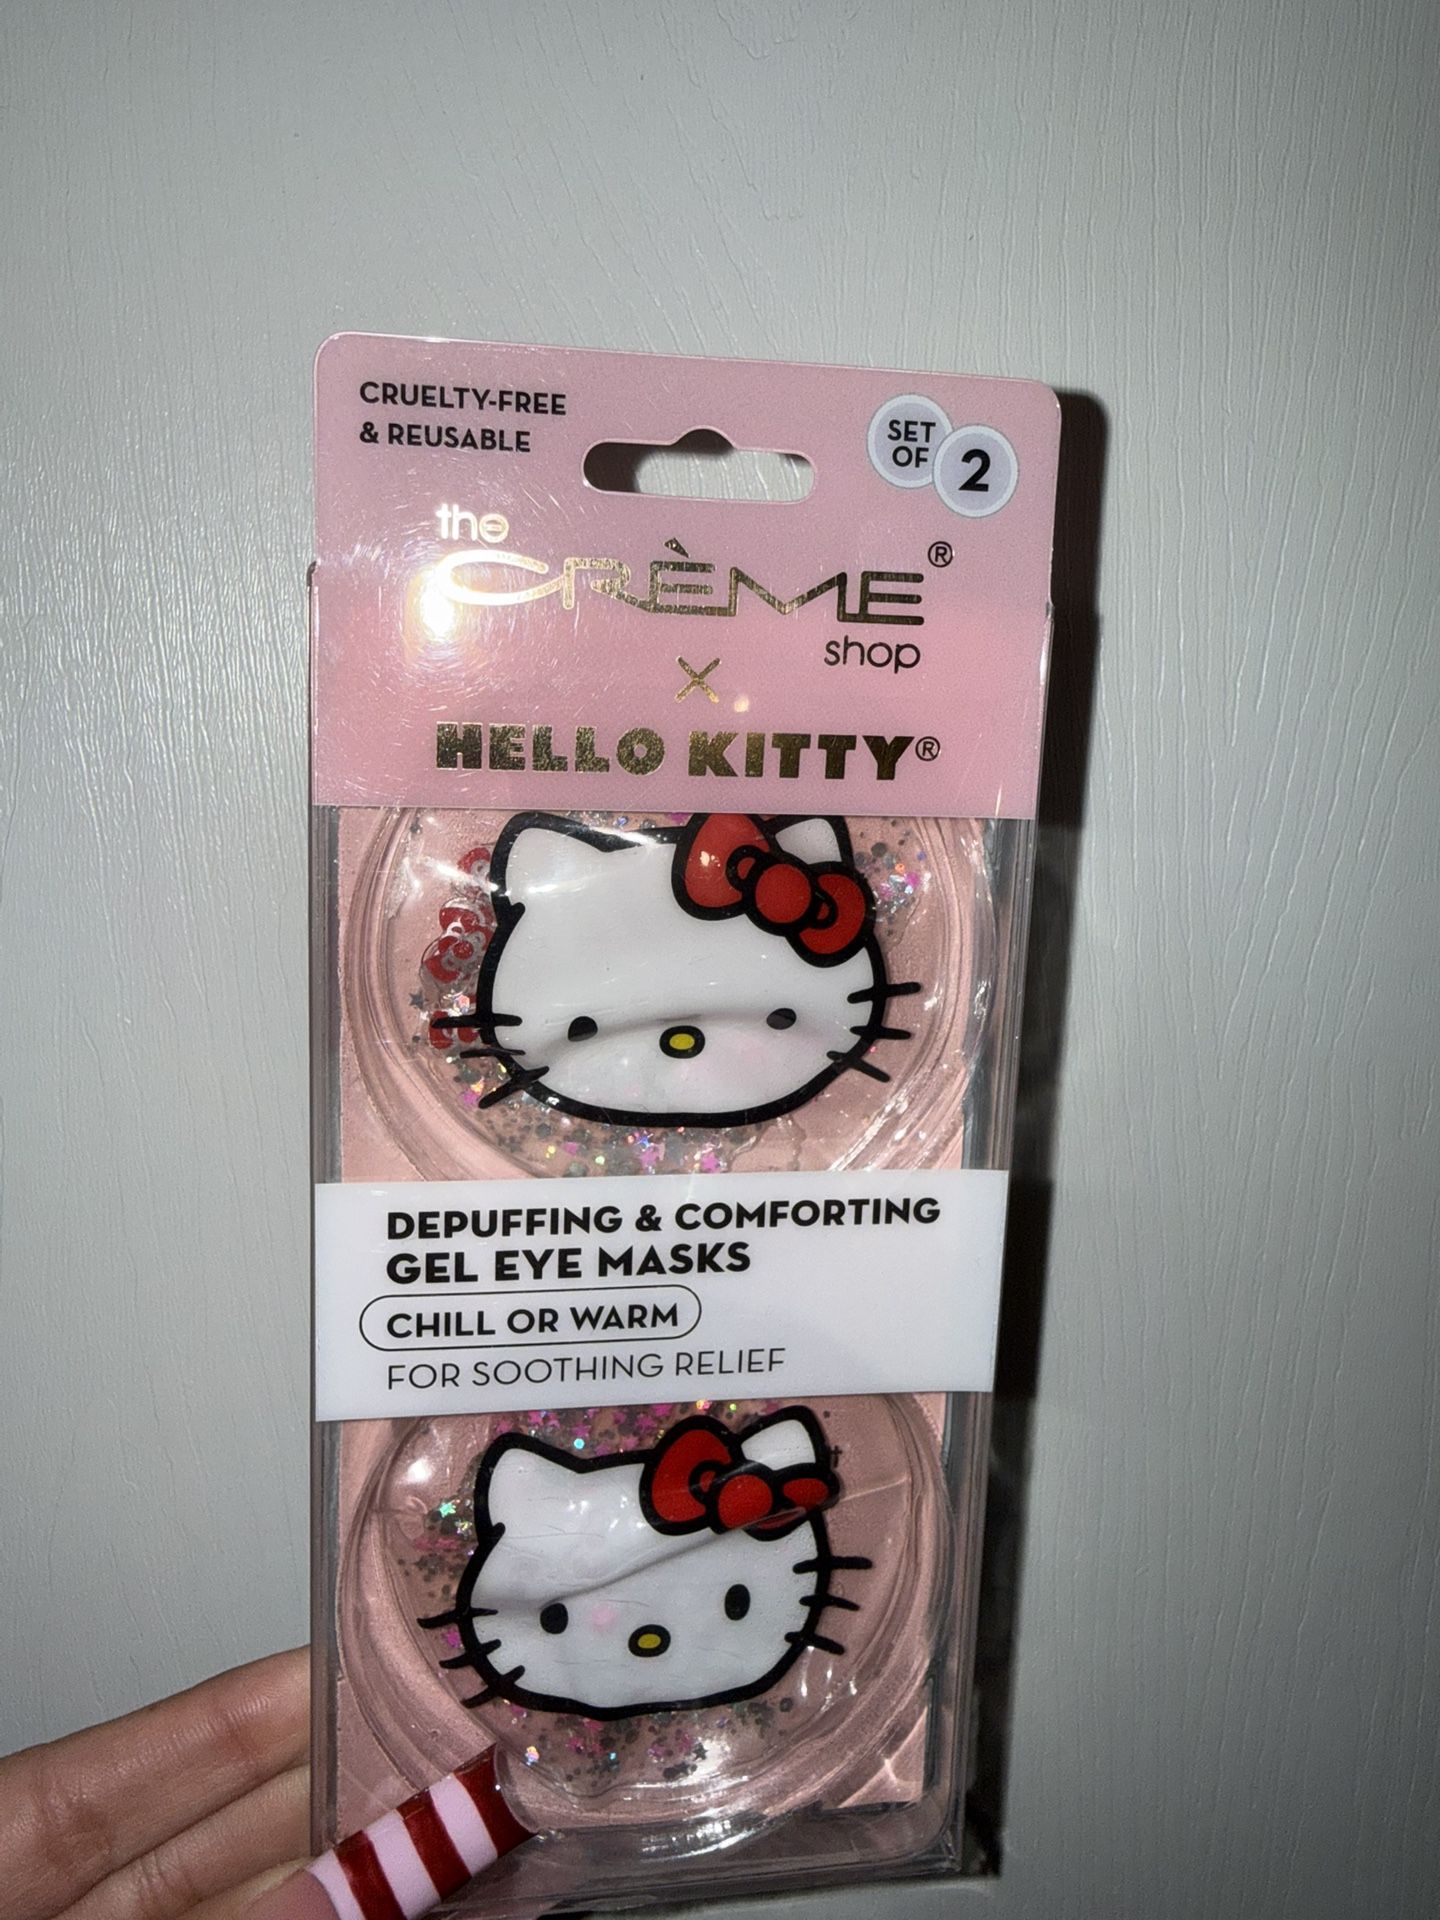 CRUELTY-FREE
& REUSABLE
SET
OF
2
the
CRÈME®
shop
×
HELLO KITTY®
DEPUFFING & COMFORTING
GEL EYE MASKS
CHILL OR WARM
FOR SOOTHING RELIEF